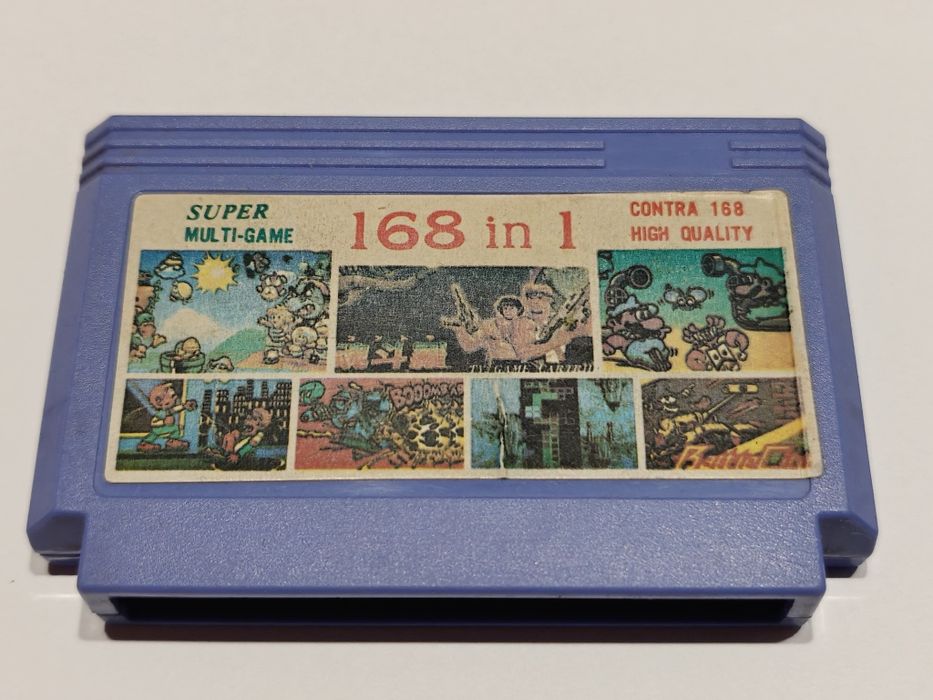 SUPER
MULTI-GAME
168 in 1
CONTRA 168
HIGH QUALITY